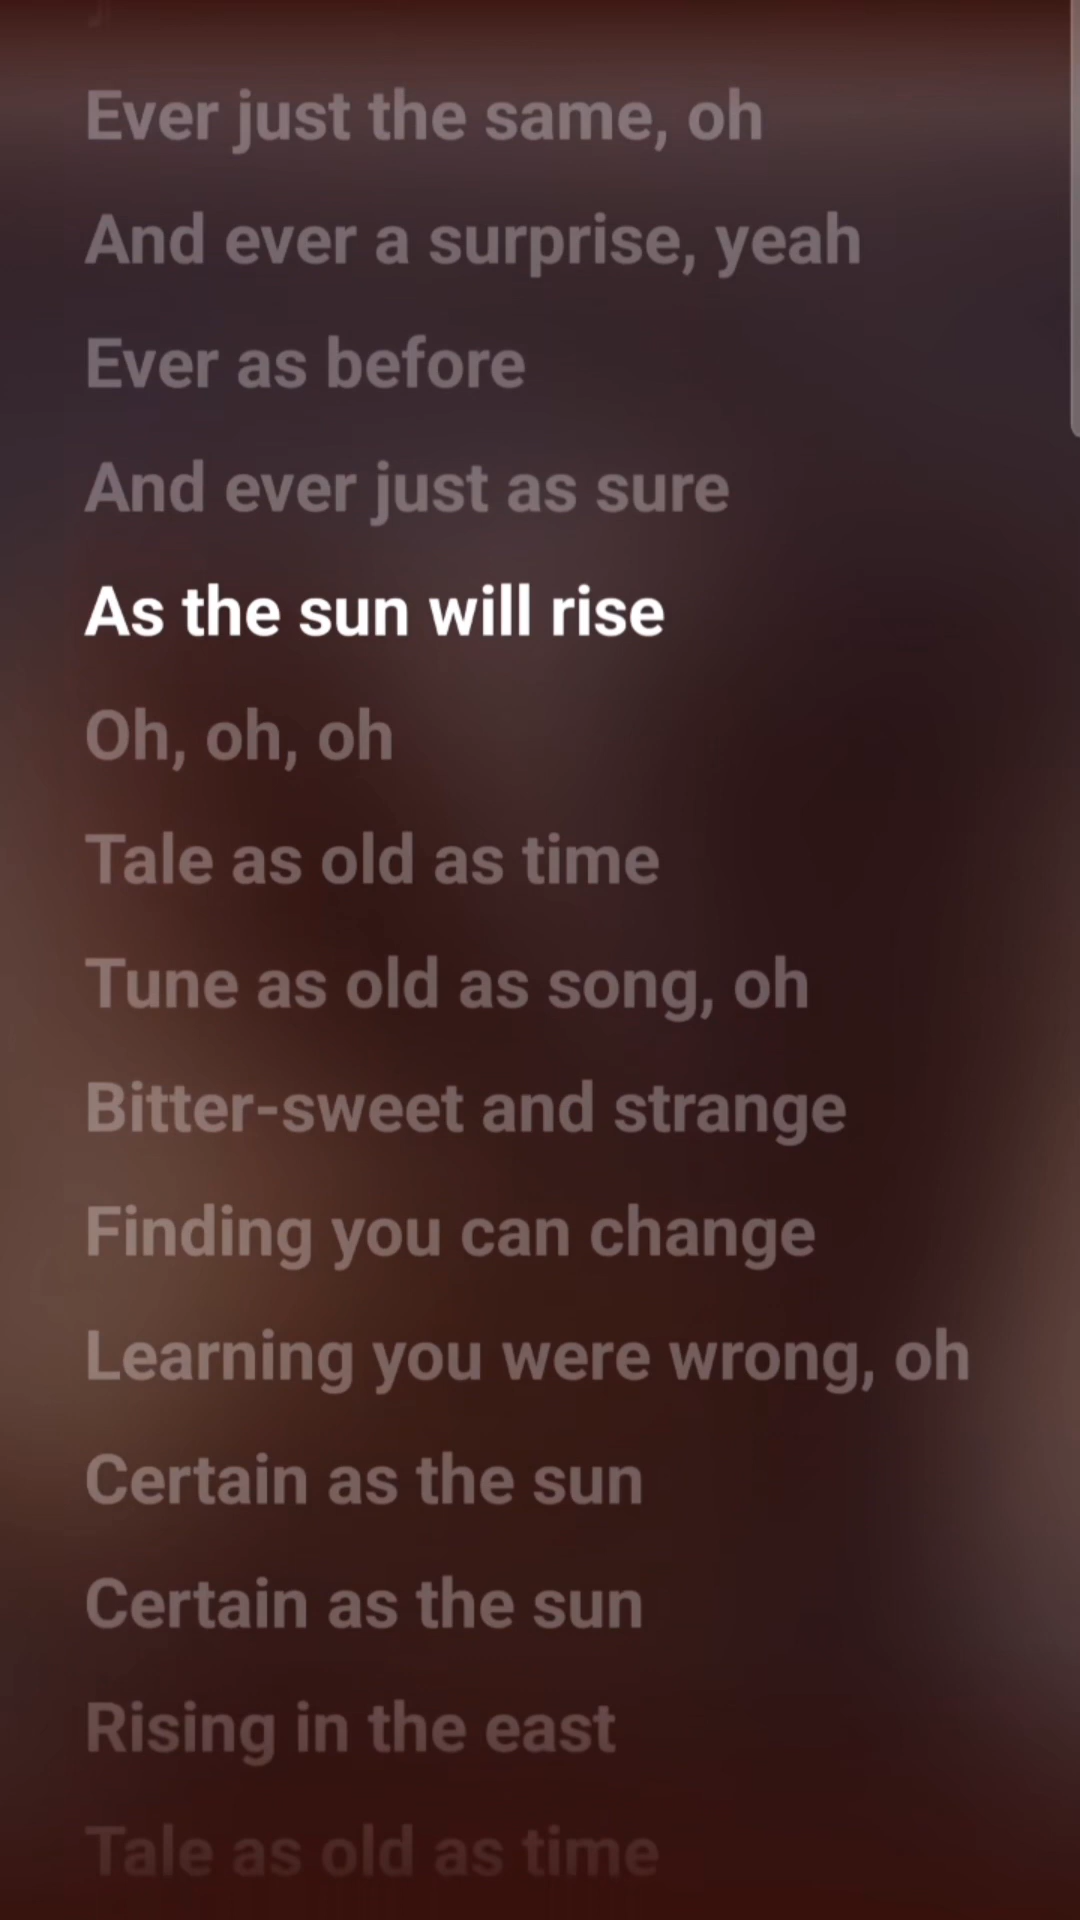 Ever just the same, oh
And ever a surprise, yeah
Ever as before
And ever just as sure
As the sun will rise
Oh, oh, oh
Tale as old as time
Tune as old as song, oh
Bitter-sweet and strange
Finding you can change
Learning you were wrong, oh
Certain as the sun
Certain as the sun
Rising in the east
Tale as old as time